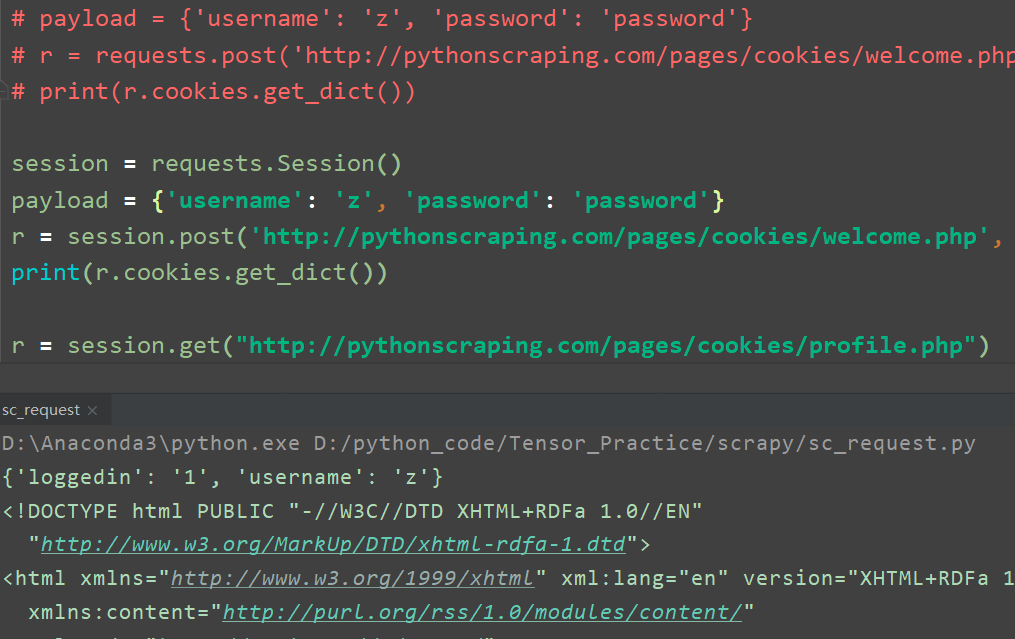 # payload = {'username': 'z', 'password': 'password'}
# r = requests.post('http://pythonscraping.com/pages/cookies/welcome.php
# print(r.cookies.get_dict())
session = requests.Session()
payload = {'username': 'z', 'password': 'password'}
r = session.post('http://pythonscraping.com/pages/cookies/welcome.php',
print(r.cookies.get_dict())
r = session.get("http://pythonscraping.com/pages/cookies/profile.php")
sc_request ×
D:\Anaconda3\python.exe D:/python_code/Tensor_Practice/scrapy/sc_request.py
{'loggedin': '1', 'username': 'z'}
<!DOCTYPE html PUBLIC "-//W3C//DTD XHTML+RDFa 1.0//EN"
"http://www.w3.org/MarkUp/DTD/xhtml-rdfa-1.dtd">
<html xmlns="http://www.w3.org/1999/xhtml" xml:lang="en" version="XHTML+RDFa 1
xmlns:content="http://purl.org/rss/1.0/modules/content/"